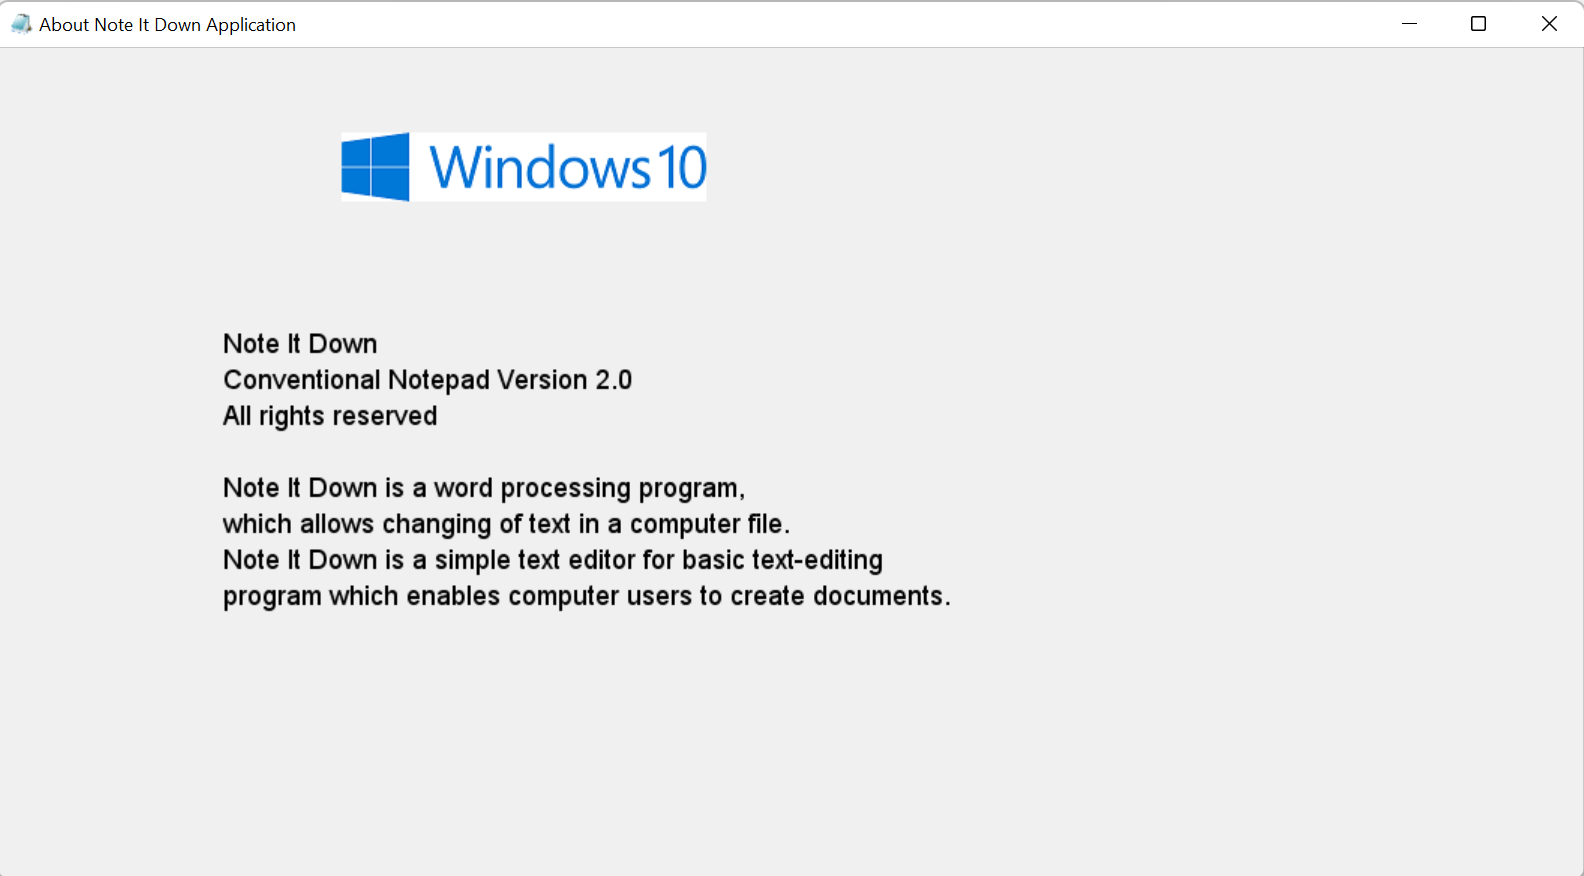 About Note It Down Application
Windows 10
Note It Down
Conventional Notepad Version 2.0
All rights reserved
Note It Down is a word processing program,
which allows changing of text in a computer file.
Note It Down is a simple text editor for basic text-editing
program which enables computer users to create documents.